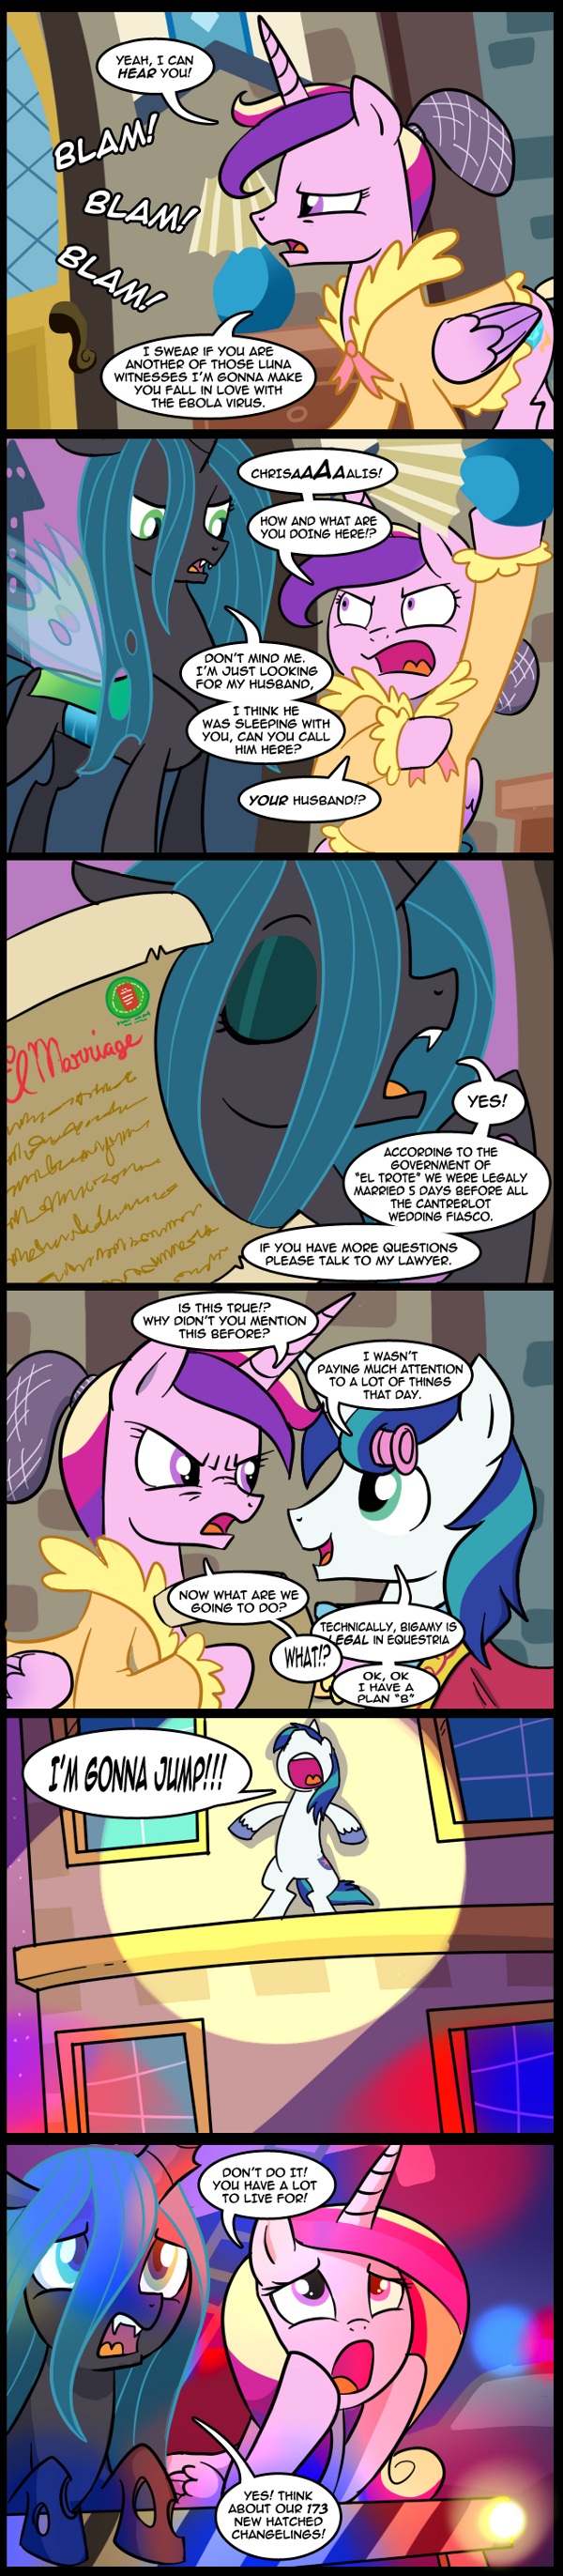 YEAH, I CAN
HEAR YOU!
BLAM!
BLAM!
BLAM!
I SWEAR IF YOU ARE
ANOTHER OF THOSE LUNA
WITNESSES I'M GONNA MAKE
YOU FALL IN LOVE WITH
THE EBOLA VIRUS.
CHRISAAAAALIS!
HOW AND WHAT ARE
YOU DOING HERE!?
DON'T MIND ME.
I'M JUST LOOKING
FOR MY HUSBAND,
I THINK HE
WAS SLEEPING WITH
YOU, CAN YOU CALL
HIM HERE?
YOUR HUSBAND!?
El Marriage
YES!
ACCORDING TO THE
GOVERNMENT OF
"EL TROTE" WE WERE LEGALY
MARRIED 5 DAYS BEFORE ALL
THE CANTRERLOT
WEDDING FIASCO.
IF YOU HAVE MORE QUESTIONS
PLEASE TALK TO MY LAWYER.
IS THIS TRUE!?
WHY DIDN'T YOU MENTION
THIS BEFORE?
I WASN'T
PAYING MUCH ATTENTION
TO A LOT OF THINGS
THAT DAY.
NOW WHAT ARE WE
GOING TO DO?
TECHNICALLY, BIGAMY IS
LEGAL IN EQUESTRIA
WHAT!?
OK, OK
I HAVE A
PLAN "B"
I'M GONNA JUMP!!!
DON'T DO IT!
YOU HAVE A LOT
TO LIVE FOR!
YES! THINK
ABOUT OUR 173
NEW HATCHED
CHANGELINGS!